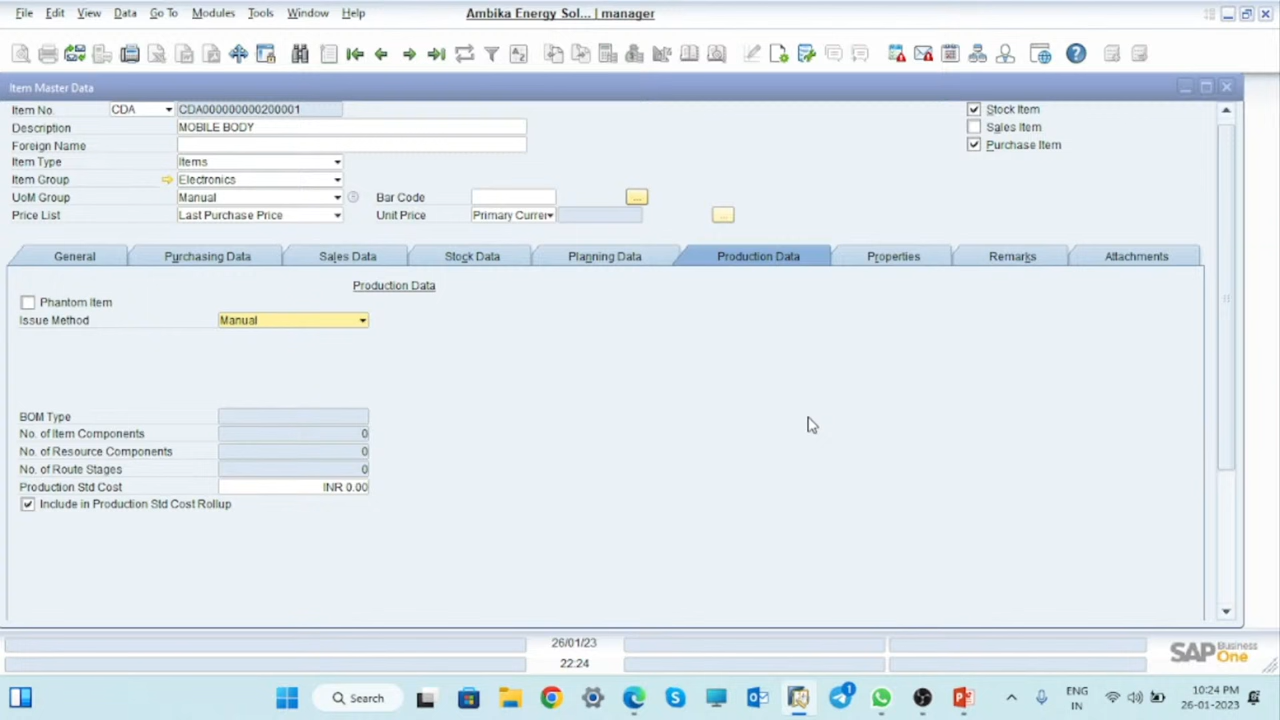 File Edit View Data Go To Modules Tools Window Help Ambika Energy Sol... | manager
Item Master Data
Item No. CDA CDA000000000200001 Stock Item
Description MOBILE BODY Sales Item
Foreign Name Purchase Item
Item Type Items
Item Group Electronics
UoM Group Manual Bar Code ...
Price List Last Purchase Price Unit Price Primary Currer ...
General Purchasing Data Sales Data Stock Data Planning Data Production Data Properties Remarks Attachments
Production Data
Phantom Item
Issue Method Manual
BOM Type
No. of Item Components 0
No. of Resource Components 0
No. of Route Stages 0
Production Std Cost INR 0.00
Include in Production Std Cost Rollup
26/01/23
22:24
SAP Business One
Search 1 ENG IN 10:24 PM 26-01-2023